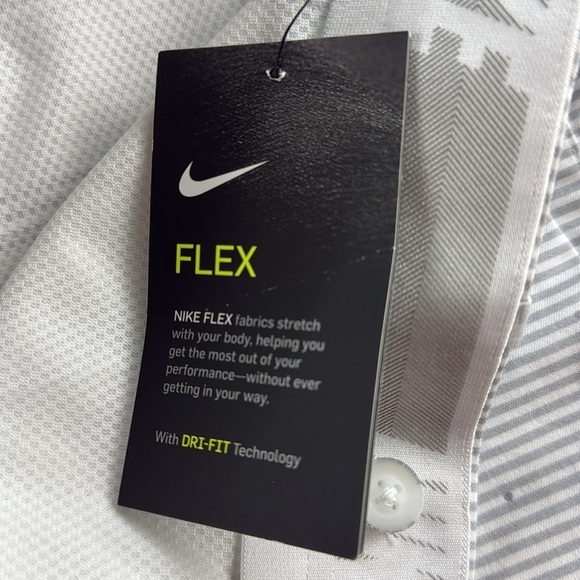 FLEX
NIKE FLEX fabrics stretch
with your body, helping you
get the most out of your
performance—without ever
getting in your way.
With DRI-FIT Technology